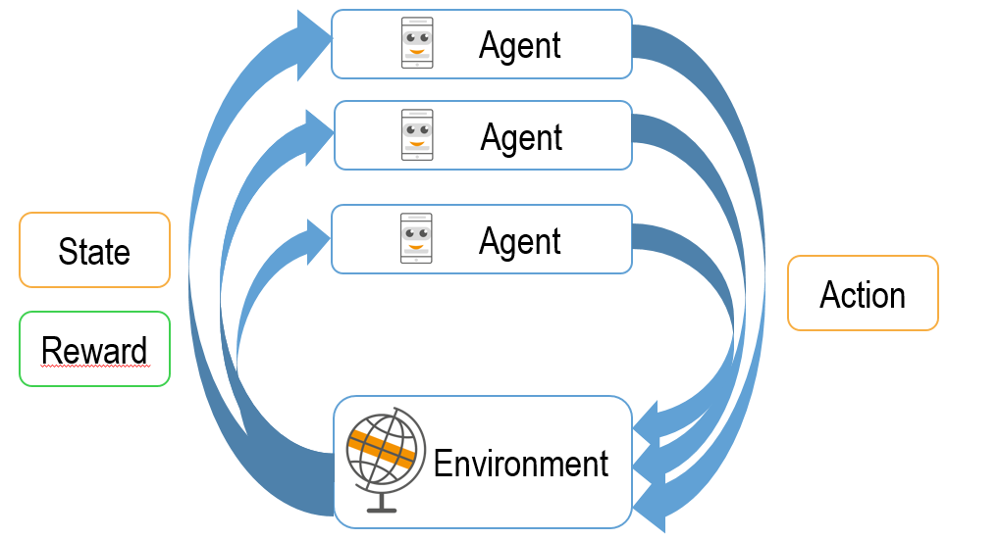 Agent
Agent
Agent
State
Action
Reward
Environment